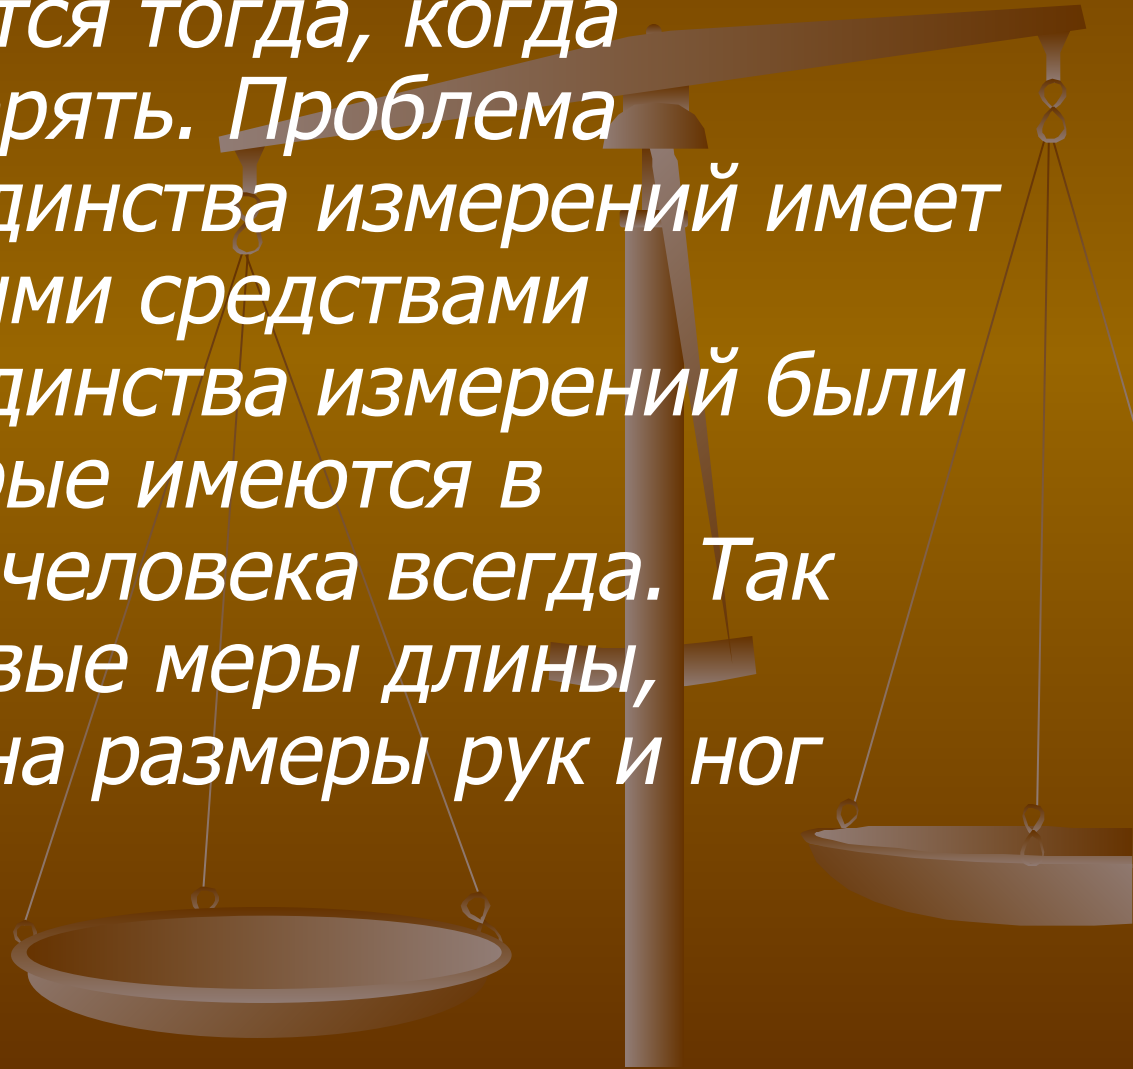 тся тогда, когда
рять. Проблема
динства измерений имеет
ми средствами
динства измерений были
рые имеются в
человека всегда. Так
вые меры длины,
на размеры рук и ног